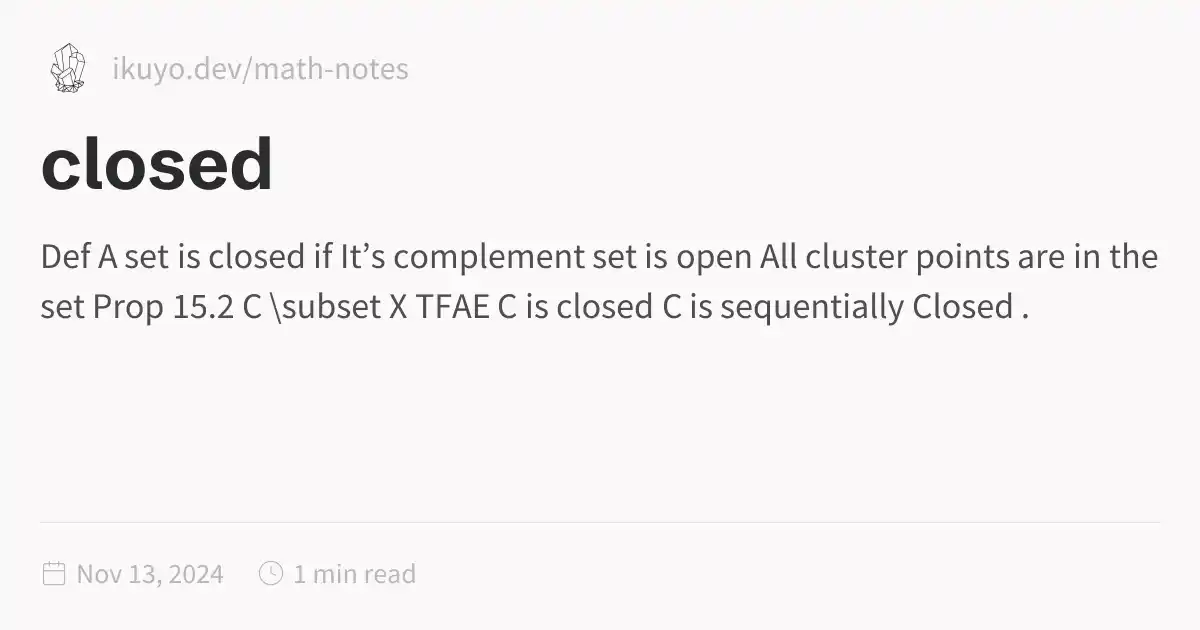 ikuyo.dev/math-notes
closed
Def A set is closed if It’s complement set is open All cluster points are in the
set Prop 15.2 C \subset X TFAE C is closed C is sequentially Closed .
Nov 13, 2024
1 min read